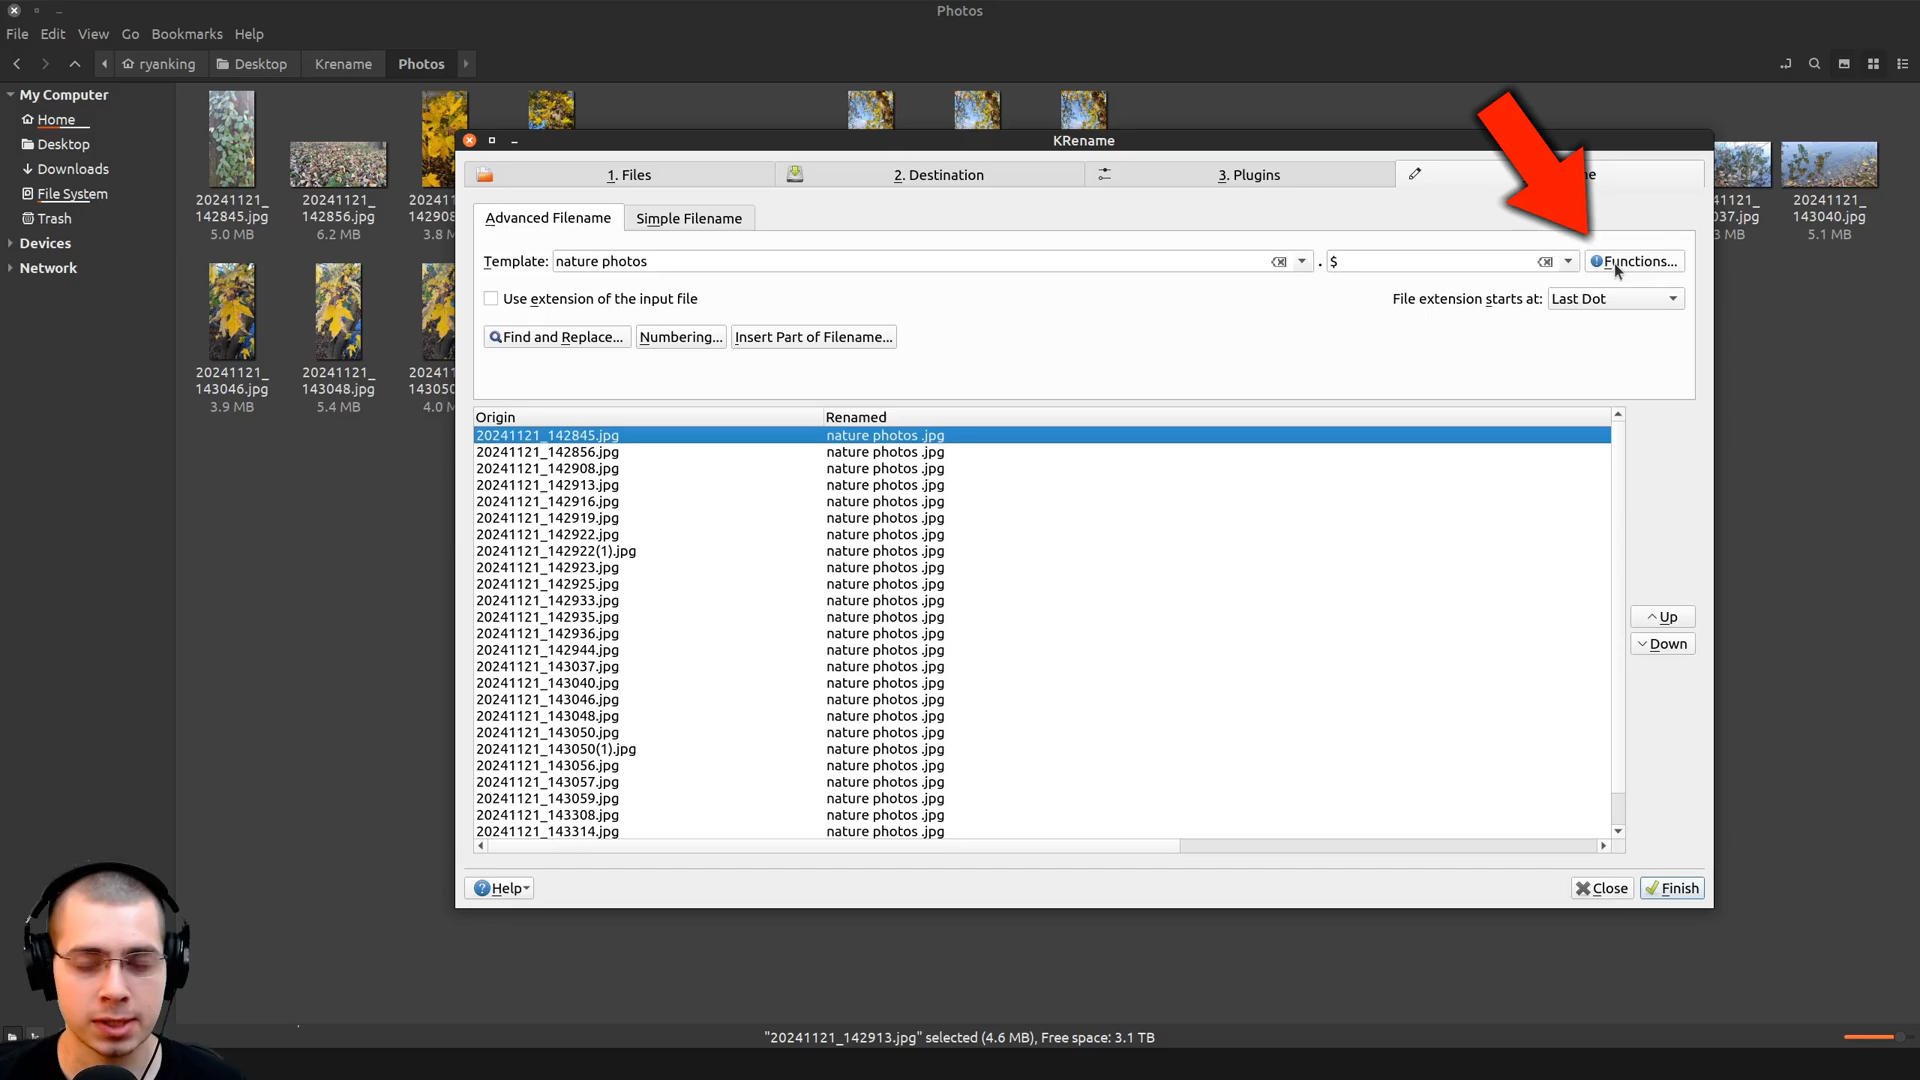 Photos
File Edit View Go Bookmarks Help
ryanking Desktop Krename Photos
My Computer
Home
Desktop
Downloads
File System
Trash
Devices
Network
20241121_
142845.jpg
5.0 MB
20241121_
142856.jpg
6.2 MB
142908
3.8 M
037.jpg
20241121_
143040.jpg
5.1 MB
20241121_
143046.jpg
3.9 MB
20241121_
143048.jpg
5.4 MB
143050
4.0 M
KRename
1. Files
2. Destination
3. Plugins
Advanced Filename
Simple Filename
Template: nature photos . $ Functions...
Use extension of the input file
File extension starts at: Last Dot
Find and Replace... Numbering... Insert Part of Filename...
Origin Renamed
20241121_142845.jpg nature photos .jpg
20241121_142856.jpg nature photos .jpg
20241121_142908.jpg nature photos .jpg
20241121_142913.jpg nature photos .jpg
20241121_142916.jpg nature photos .jpg
20241121_142919.jpg nature photos .jpg
20241121_142922.jpg nature photos .jpg
20241121_142922(1).jpg nature photos .jpg
20241121_142923.jpg nature photos .jpg
20241121_142925.jpg nature photos .jpg
20241121_142933.jpg nature photos .jpg
20241121_142935.jpg nature photos .jpg
20241121_142936.jpg nature photos .jpg
20241121_142944.jpg nature photos .jpg
20241121_143037.jpg nature photos .jpg
20241121_143040.jpg nature photos .jpg
20241121_143046.jpg nature photos .jpg
20241121_143048.jpg nature photos .jpg
20241121_143050.jpg nature photos .jpg
20241121_143050(1).jpg nature photos .jpg
20241121_143056.jpg nature photos .jpg
20241121_143057.jpg nature photos .jpg
20241121_143059.jpg nature photos .jpg
20241121_143308.jpg nature photos .jpg
20241121_143314.jpg nature photos .jpg
Up
Down
Help
Close
Finish
"20241121_142913.jpg" selected (4.6 MB), Free space: 3.1 TB